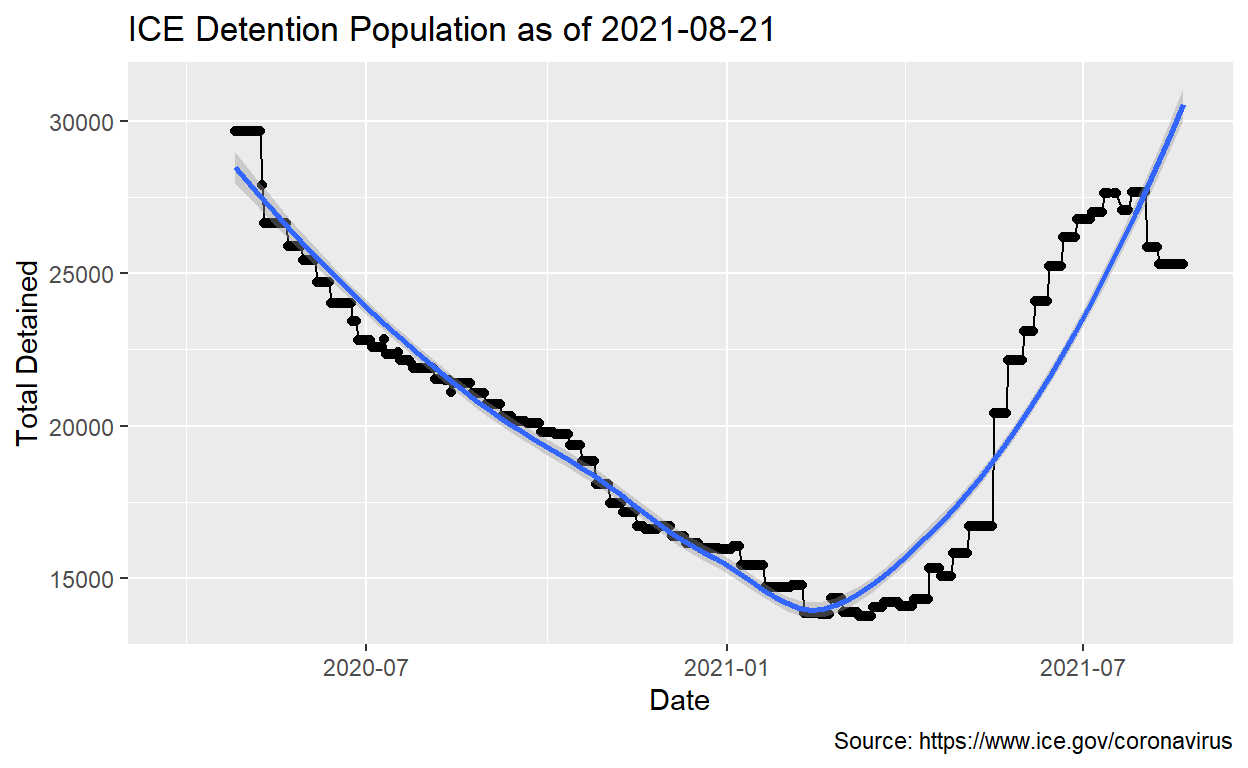 ICE Detention Population as of 2021-08-21
30000
25000
20000
15000
Total Detained
2020-07
2021-01
2021-07
Date
Source: https://www.ice.gov/coronavirus